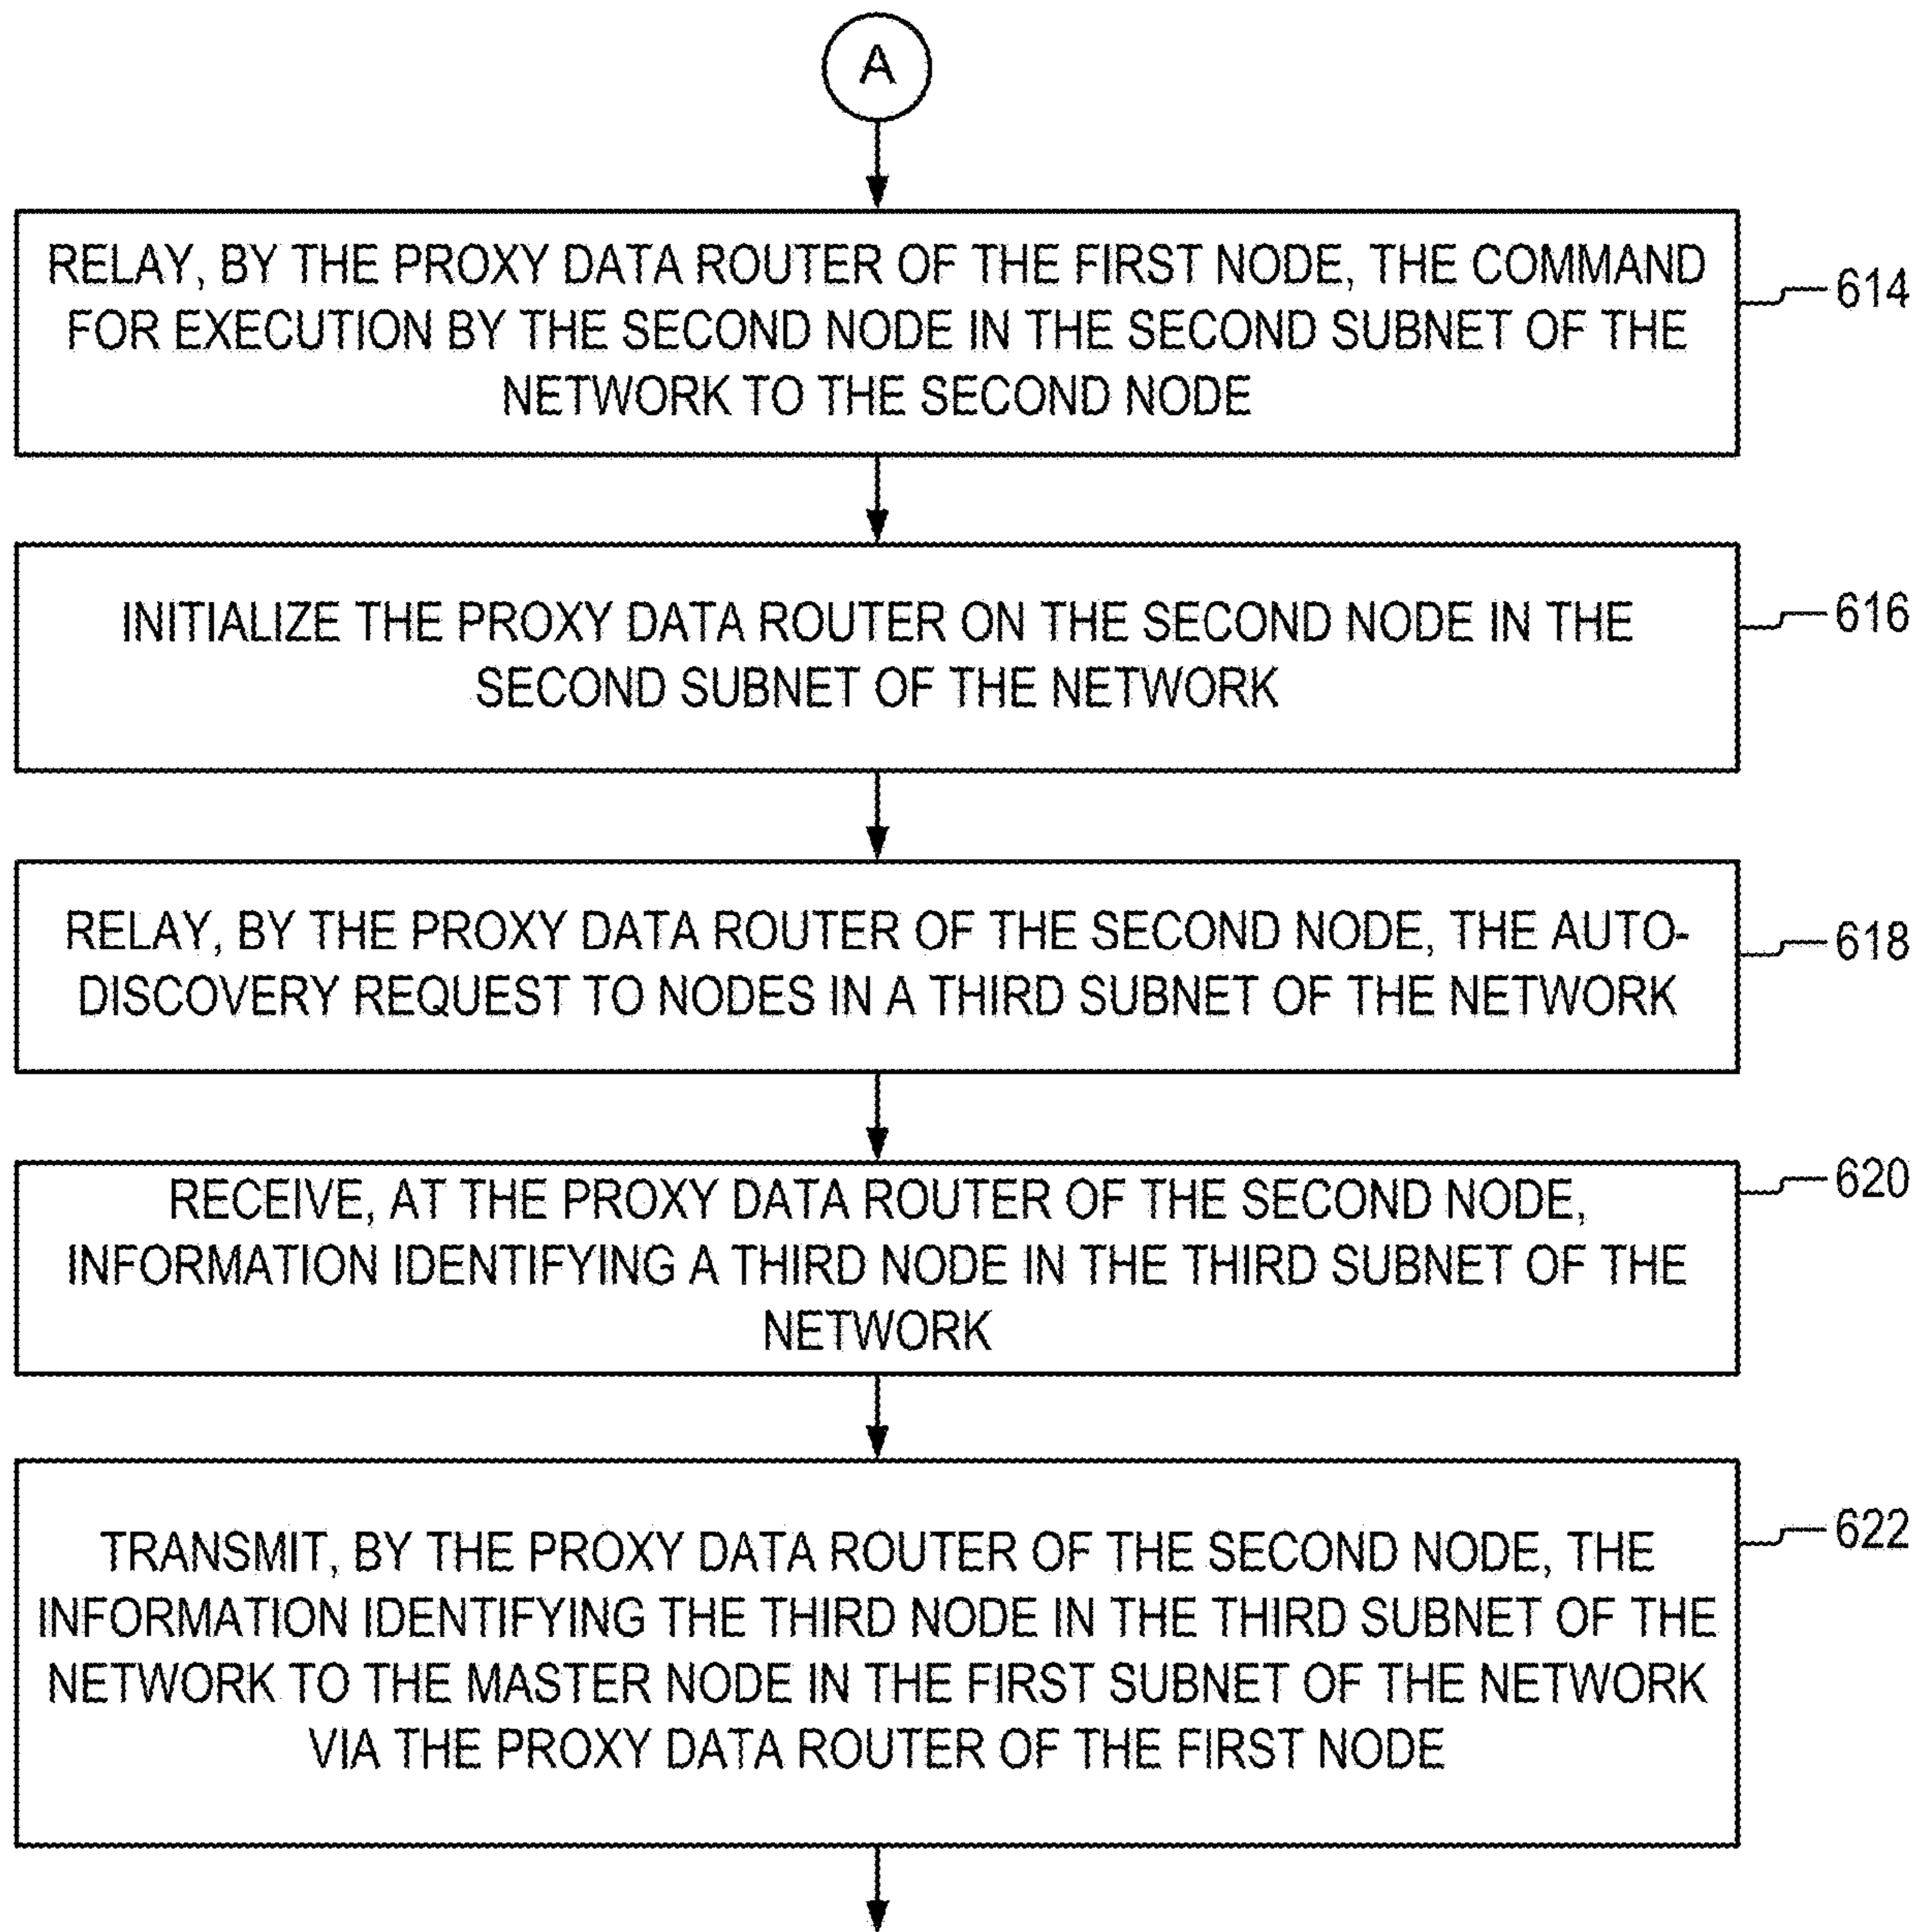 A
RELAY, BY THE PROXY DATA ROUTER OF THE FIRST NODE, THE COMMAND
FOR EXECUTION BY THE SECOND NODE IN THE SECOND SUBNET OF THE
NETWORK TO THE SECOND NODE
614
INITIALIZE THE PROXY DATA ROUTER ON THE SECOND NODE IN THE
SECOND SUBNET OF THE NETWORK
616
RELAY, BY THE PROXY DATA ROUTER OF THE SECOND NODE, THE AUTO-
DISCOVERY REQUEST TO NODES IN A THIRD SUBNET OF THE NETWORK
618
RECEIVE, AT THE PROXY DATA ROUTER OF THE SECOND NODE,
INFORMATION IDENTIFYING A THIRD NODE IN THE THIRD SUBNET OF THE
NETWORK
620
TRANSMIT, BY THE PROXY DATA ROUTER OF THE SECOND NODE, THE
INFORMATION IDENTIFYING THE THIRD NODE IN THE THIRD SUBNET OF THE
NETWORK TO THE MASTER NODE IN THE FIRST SUBNET OF THE NETWORK
VIA THE PROXY DATA ROUTER OF THE FIRST NODE
622